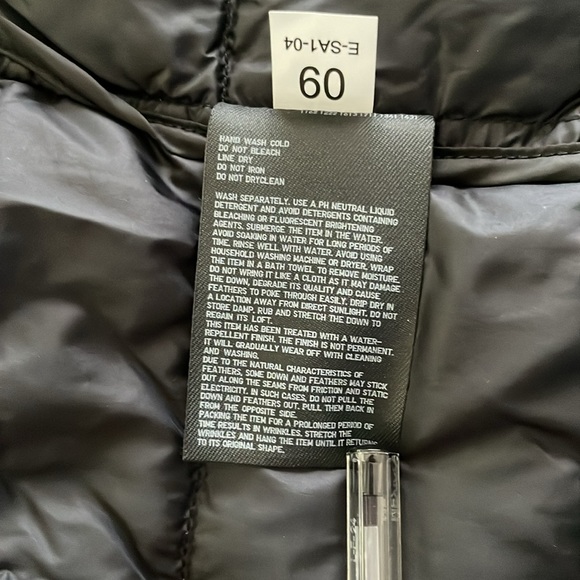 E-SA1-04
60
HAND WASH COLD
DO NOT BLEACH
LINE DRY
DO NOT IRON
DO NOT DRYCLEAN
WASH SEPARATELY. USE A PH NEUTRAL LIQUID
DETERGENT AND AVOID DETERGENTS CONTAINING
BLEACHING OR FLUORESCENT BRIGHTENING
AGENTS. SUBMERGE THE ITEM IN THE WATER.
AVOID SOAKING IN WATER FOR LONG PERIODS OF
TIME. RINSE WELL WITH WATER. AVOID USING
HOUSEHOLD WASHING MACHINE OR DRYER. WRAP
THE ITEM IN A BATH TOWEL TO REMOVE MOISTURE.
DO NOT WRING IT LIKE A CLOTH AS IT MAY DAMAGE
THE DOWN, DEGRADE ITS QUALITY AND CAUSE
FEATHERS TO POKE THROUGH EASILY. DRIP DRY IN
A LOCATION AWAY FROM DIRECT SUNLIGHT. DO NOT
STORE DAMP. RUB AND STRETCH THE DOWN TO
REGAIN ITS LOFT.
THIS ITEM HAS BEEN TREATED WITH A WATER-
REPELLENT FINISH. THE FINISH IS NOT PERMANENT.
IT WILL GRADUALLY WEAR OFF WITH CLEANING
AND WASHING.
DUE TO THE NATURAL CHARACTERISTICS OF
FEATHERS, SOME DOWN AND FEATHERS MAY STICK
OUT ALONG THE SEAMS FROM FRICTION AND STATIC
ELECTRICITY. IN SUCH CASES, DO NOT PULL THE
DOWN AND FEATHERS OUT. PULL THEM BACK IN
FROM THE OPPOSITE SIDE.
PACKING THE ITEM FOR A PROLONGED PERIOD OF
TIME RESULTS IN WRINKLES. STRETCH THE
WRINKLES AND HANG THE ITEM UNTIL IT RETURNS
TO ITS ORIGINAL SHAPE.